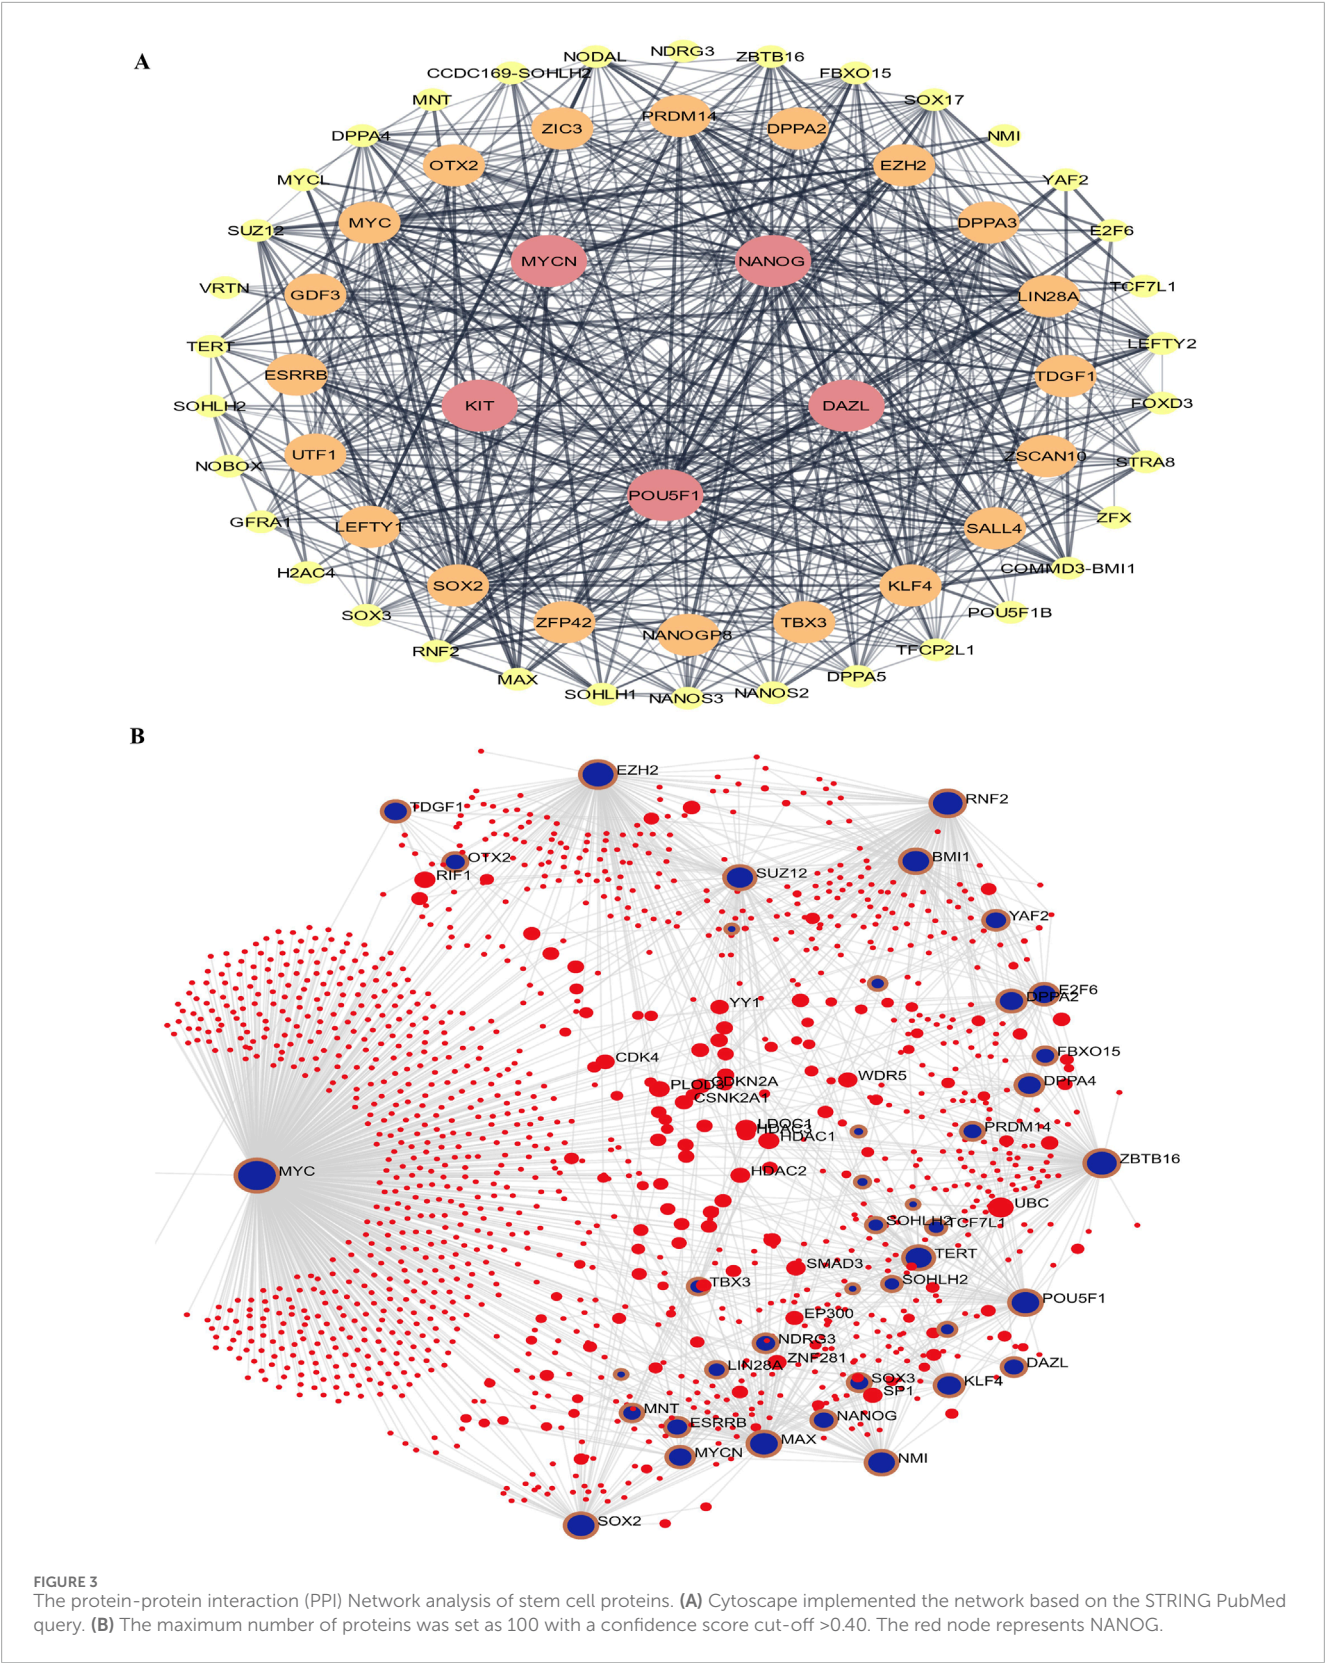 A
NODAL
NDRG3
ZBTB16
CCDC169-SOHLH2
FBXO15
MNT
SOX17
DPPA4
NMI
MYCL
YAF2
SUZ12
E2F6
VRTN
TCF7L1
TERT
LEFTY2
SOHLH2
FOXD3
NOBOX
STRA8
GFRA1
ZFX
H2AC4
COMMD3-BMI1
SOX3
POU5F1B
RNF2
TFCP2L1
MAX
DPPA5
SOHLH1
NANOS3
NANOS2
ZIC3
PRDM14
DPPA2
OTX2
EZH2
MYC
DPPA3
GDF3
LIN28A
ESRRB
TDGF1
UTF1
ZSCAN10
LEFTY1
SALL4
SOX2
KLF4
ZFP42
NANOGP8
TBX3
MYCN
NANOG
KIT
DAZL
POU5F1
B
EZH2
TDGF1
RNF2
OTX2
RIF1
SUZ12
BMI1
YAF2
E2F6
DPPA2
YY1
FBXO15
CDK4
WDR5
DPPA4
PLOD3
CDKN2A
CSNK2A1
LDOC1
HDAC3
HDAC1
PRDM14
HDAC2
ZBTB16
MYC
UBC
SOHLH2
TCF7L1
TERT
SMAD3
SOHLH2
TBX3
POU5F1
EP300
NDRG3
ZNF281
LIN28A
DAZL
SOX3
KLF4
SP1
MNT
NANOG
ESRRB
MAX
MYCN
NMI
SOX2
FIGURE 3
The protein-protein interaction (PPI) Network analysis of stem cell proteins. (A) Cytoscape implemented the network based on the STRING PubMed
query. (B) The maximum number of proteins was set as 100 with a confidence score cut-off >0.40. The red node represents NANOG.